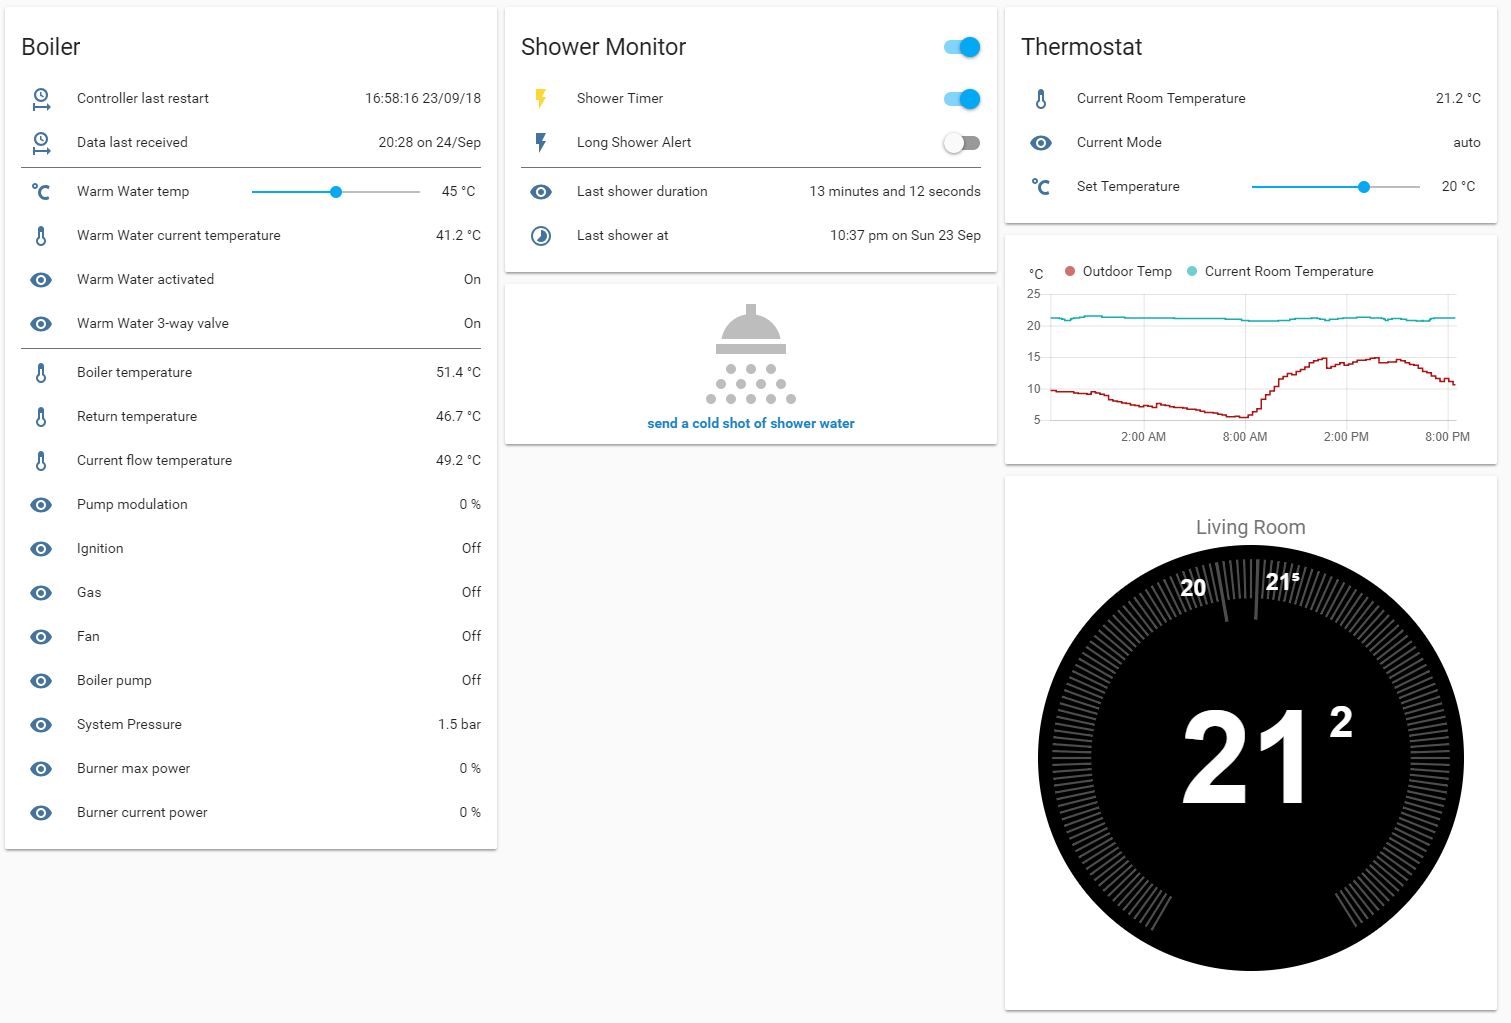 Boiler
Controller last restart 16:58:16 23/09/18
Data last received 20:28 on 24/Sep
Warm Water temp 45 °C
Warm Water current temperature 41.2 °C
Warm Water activated On
Warm Water 3-way valve On
Boiler temperature 51.4 °C
Return temperature 46.7 °C
Current flow temperature 49.2 °C
Pump modulation 0 %
Ignition Off
Gas Off
Fan Off
Boiler pump Off
System Pressure 1.5 bar
Burner max power 0 %
Burner current power 0 %
Shower Monitor
Shower Timer
Long Shower Alert
Last shower duration 13 minutes and 12 seconds
Last shower at 10:37 pm on Sun 23 Sep
send a cold shot of shower water
Thermostat
Current Room Temperature 21.2 °C
Current Mode auto
°C Set Temperature 20 °C
°C Outdoor Temp Current Room Temperature
25
20
15
10
5
2:00 AM 8:00 AM 2:00 PM 8:00 PM
Living Room
20 21⁵
21 2